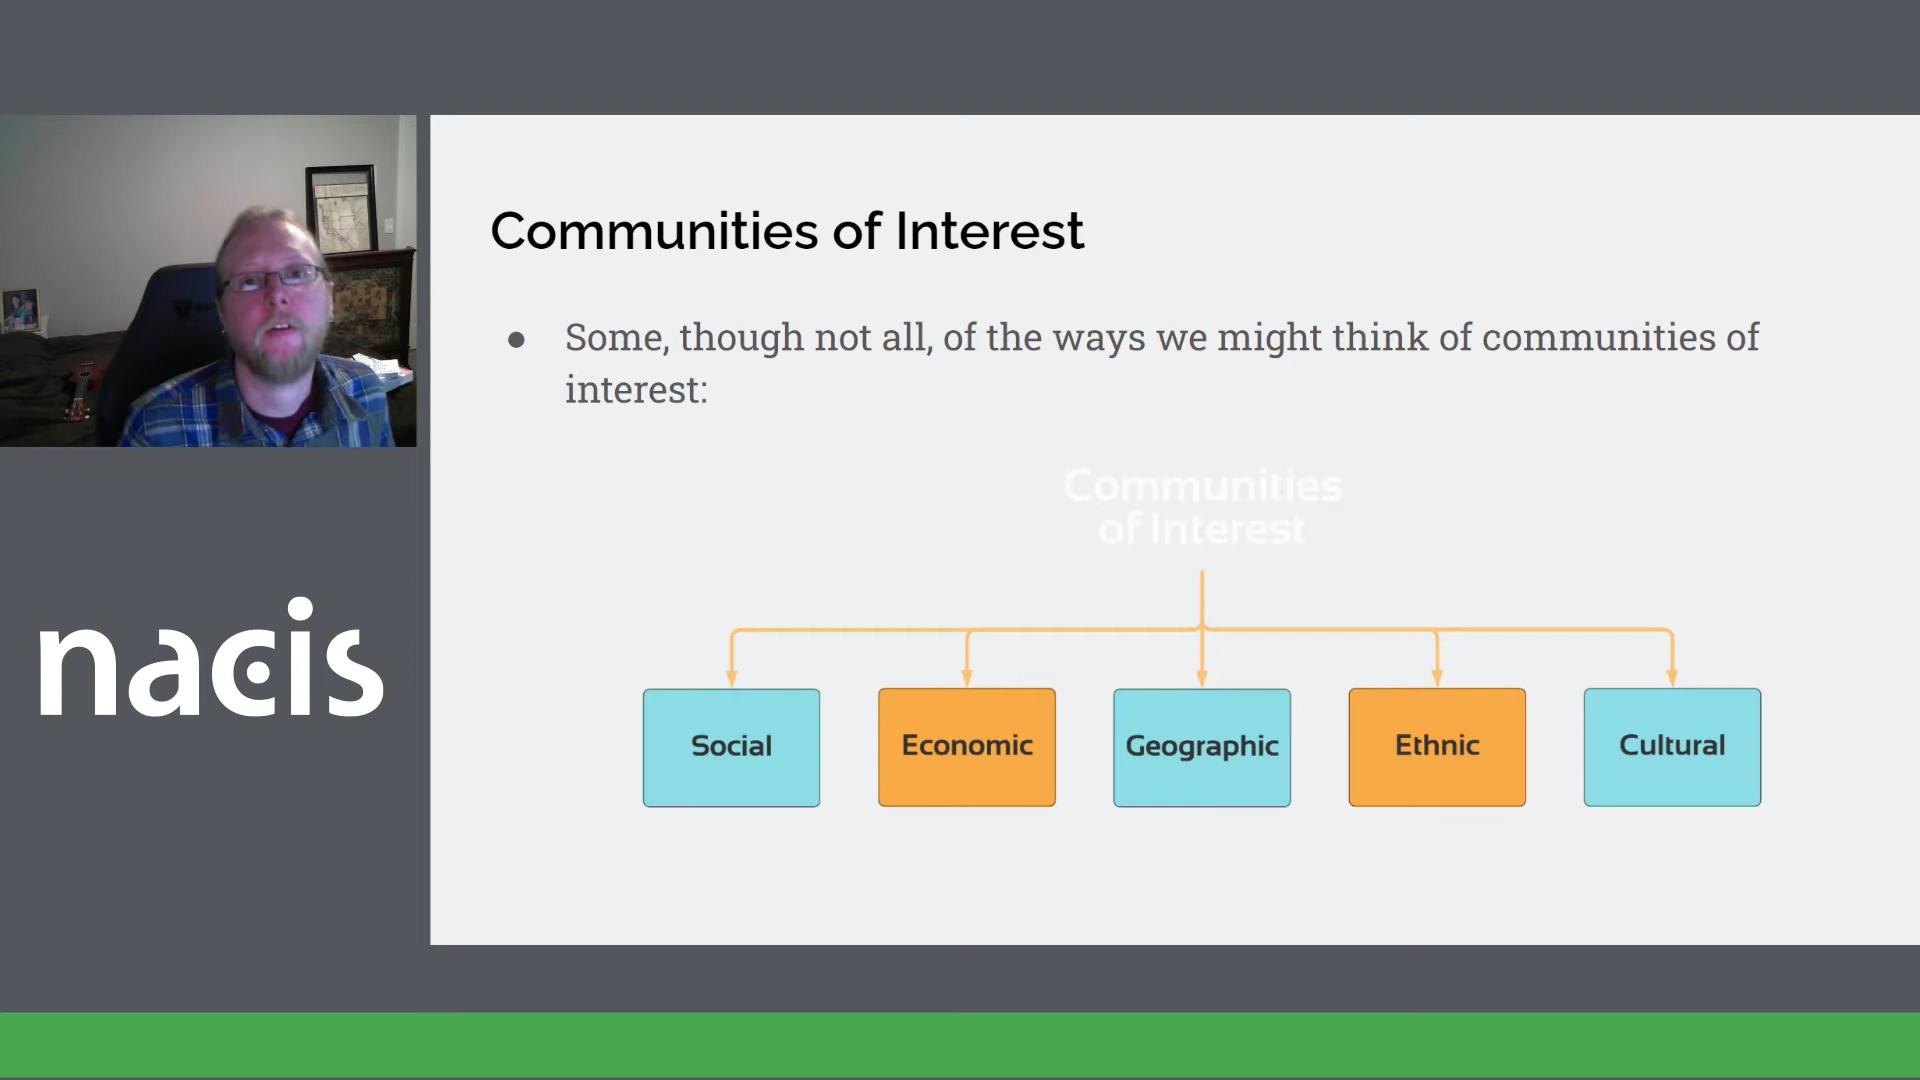 Communities of Interest
● Some, though not all, of the ways we might think of communities of
interest:
Communities
of Interest
Social
Economic
Geographic
Ethnic
Cultural
nacis